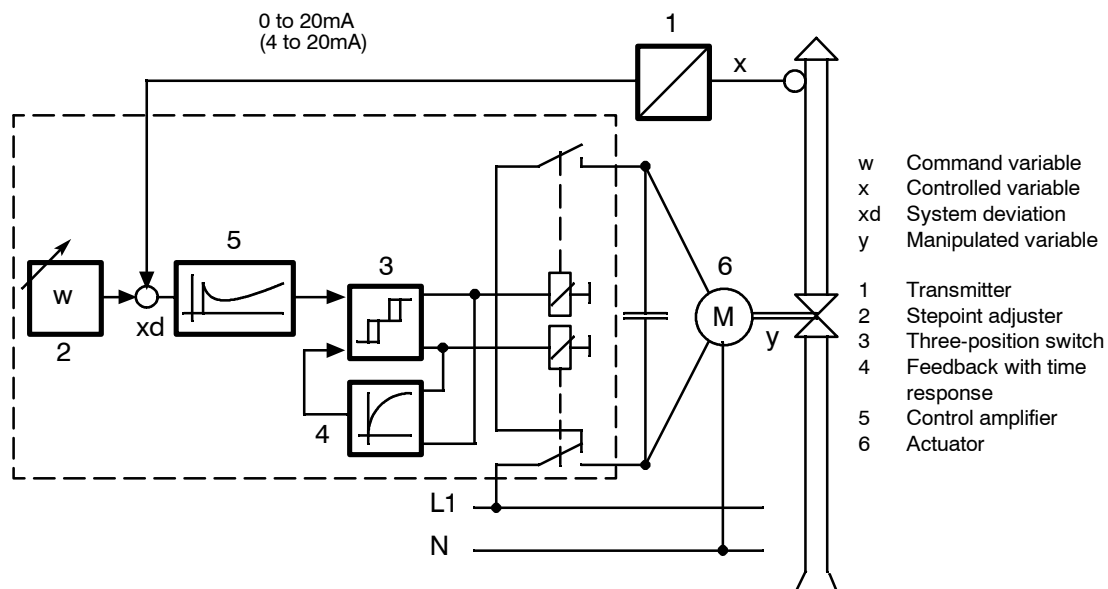 0 to 20mA
(4 to 20mA)
1
x
5
3
6
w
xd
2
4
M
y
L1
N
w Command variable
x Controlled variable
xd System deviation
y Manipulated variable
1 Transmitter
2 Stepoint adjuster
3 Three-position switch
4 Feedback with time
response
5 Control amplifier
6 Actuator